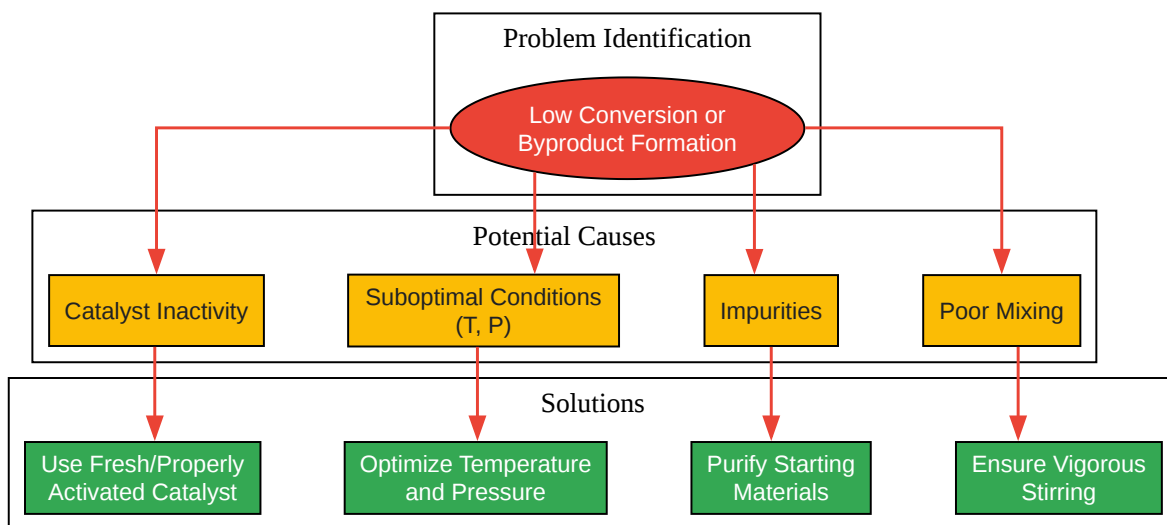 Problem Identification
Low Conversion or
Byproduct Formation
Potential Causes
Catalyst Inactivity
Suboptimal Conditions
(T, P)
Impurities
Poor Mixing
Solutions
Use Fresh/Properly
Activated Catalyst
Optimize Temperature
and Pressure
Purify Starting
Materials
Ensure Vigorous
Stirring